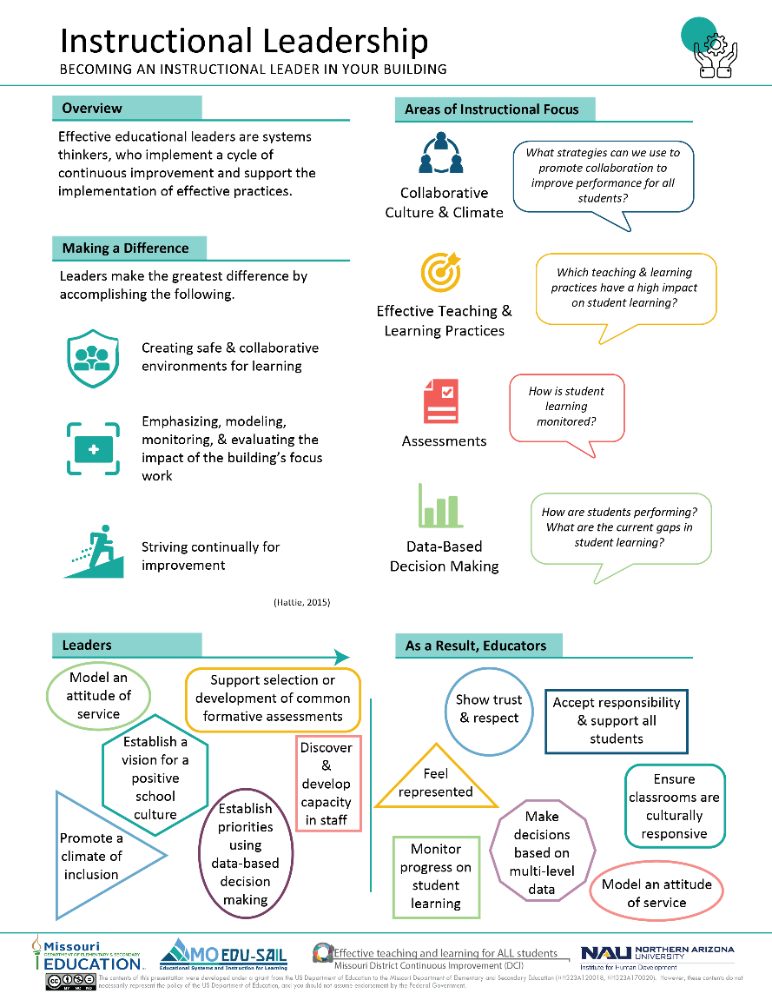 Instructional Leadership
BECOMING AN INSTRUCTIONAL LEADER IN YOUR BUILDING
Overview
Effective educational leaders are systems
thinkers, who implement a cycle of
continuous improvement and support the
implementation of effective practices.
Making a Difference
Leaders make the greatest difference by
accomplishing the following.
Creating safe & collaborative
environments for learning
Emphasizing, modeling,
monitoring, & evaluating the
impact of the building's focus
work
Striving continually for
improvement
(Hattie, 2015)
Areas of Instructional Focus
Collaborative
Culture & Climate
What strategies can we use to
promote collaboration to
improve performance for all
students?
Effective Teaching &
Learning Practices
Which teaching & learning
practices have a high impact
on student learning?
Assessments
How is student
learning
monitored?
Data-Based
Decision Making
How are students performing?
What are the current gaps in
student learning?
Leaders
Model an
attitude of
service
Support selection or
development of common
formative assessments
Establish a
vision for a
positive
school
culture
Discover
&
develop
capacity
in staff
Promote a
climate of
inclusion
Establish
priorities
using
data-based
decision
making
As a Result, Educators
Show trust
& respect
Accept responsibility
& support all
students
Feel
represented
Ensure
classrooms are
culturally
responsive
Make
decisions
based on
multi-level
data
Monitor
progress on
student
learning
Model an attitude
of service
Missouri
DEPARTMENT OF ELEMENTARY & SECONDARY
EDUCATION
MO EDU-SAIL
Educational Systems and Instruction for Learning
Effective teaching and learning for ALL students
Missouri District Continuous Improvement (DCI)
NAU NORTHERN ARIZONA
UNIVERSITY
Institute for Human Development
CC BY NC ND
The contents of this presentation were developed under a grant from the US Department of Education to the Missouri Department of Elementary and Secondary Education (#H323A120018, #H323A170020). However, these contents do not
necessarily represent the policy of the US Department of Education, and you should not assume endorsement by the Federal Government.